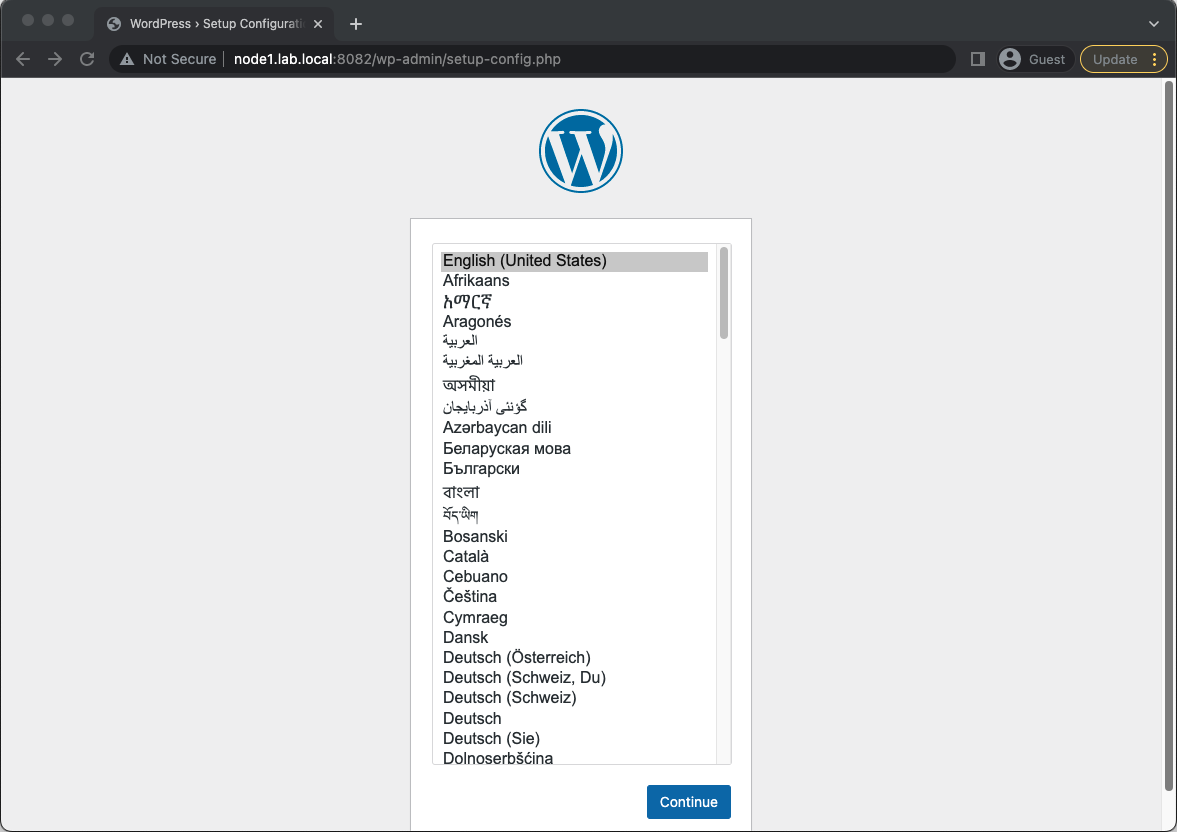 WordPress › Setup Configurati
Not Secure
node1.lab.local:8082/wp-admin/setup-config.php
Guest
Update
English (United States)
Afrikaans
አማርኛ
Aragonés
العربية
العربية المغربية
অসমীয়া
گؤنئی آذربایجان
Azərbaycan dili
Беларуская мова
Български
বাংলা
བོད་ཡིག
Bosanski
Català
Cebuano
Čeština
Cymraeg
Dansk
Deutsch (Österreich)
Deutsch (Schweiz, Du)
Deutsch (Schweiz)
Deutsch
Deutsch (Sie)
Dolnoserbšćina
Continue